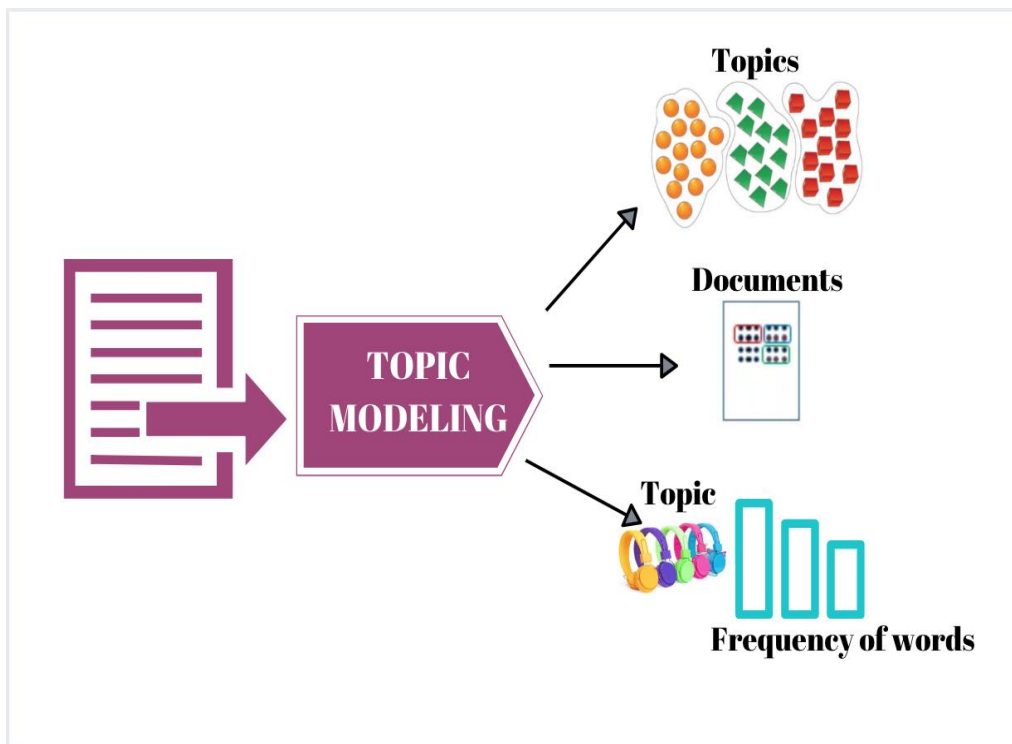 Topics
Documents
TOPIC
MODELING
Topic
Frequency of words